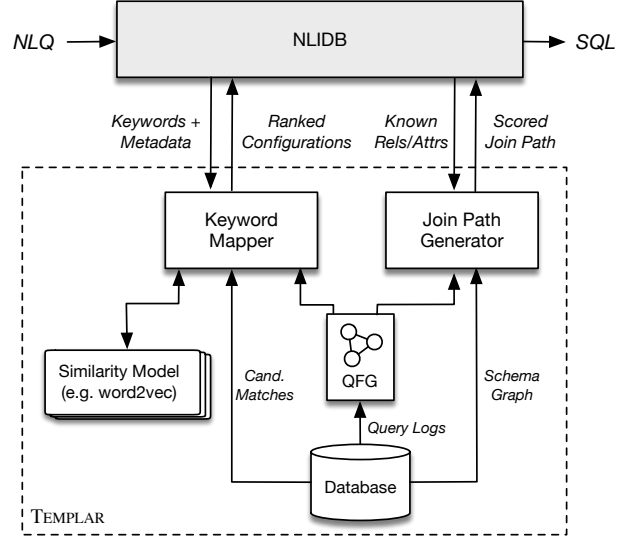 NLQ
NLIDB
SQL
Keywords +
Metadata
Ranked
Configurations
Known
Rels/Attrs
Scored
Join Path
Keyword
Mapper
Join Path
Generator
Similarity Model
(e.g. word2vec)
Cand.
Matches
QFG
Schema
Graph
Query Logs
Database
TEMPLAR